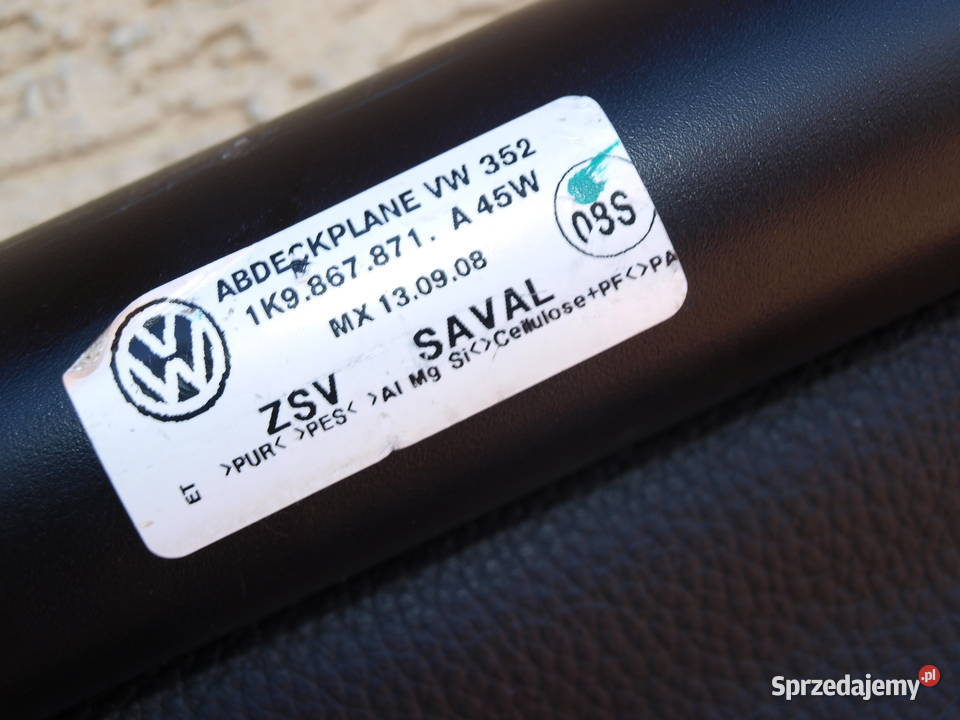 ABDECKPLANE VW 352
1K9.867.871. A 45W
MX 13.09.08
08S
ZSV SAVAL
>PUR< >PES< >Al Mg Si<>Cellulose+PF<>PA
ET
Sprzedajemy.pl